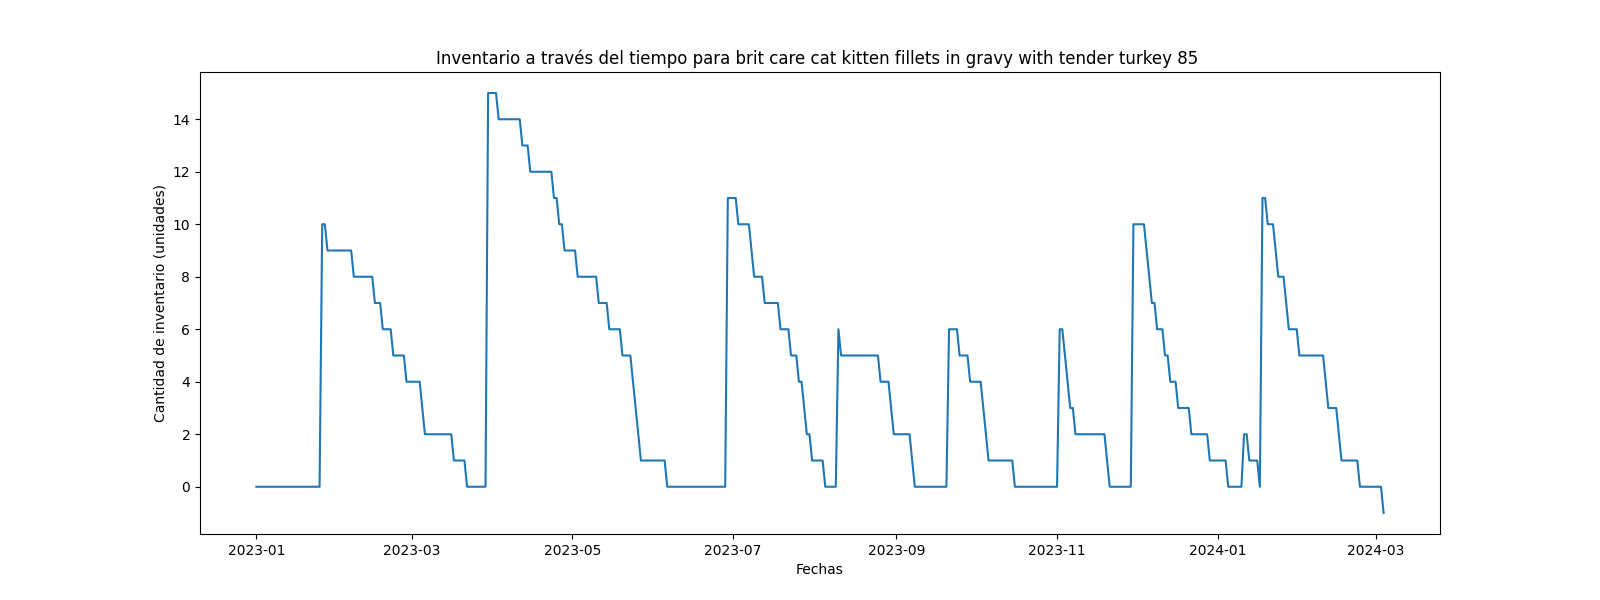 Inventario a través del tiempo para brit care cat kitten fillets in gravy with tender turkey 85
Cantidad de inventario (unidades)
14
12
10
8
6
4
2
0
2023-01 2023-03 2023-05 2023-07 2023-09 2023-11 2024-01 2024-03
Fechas